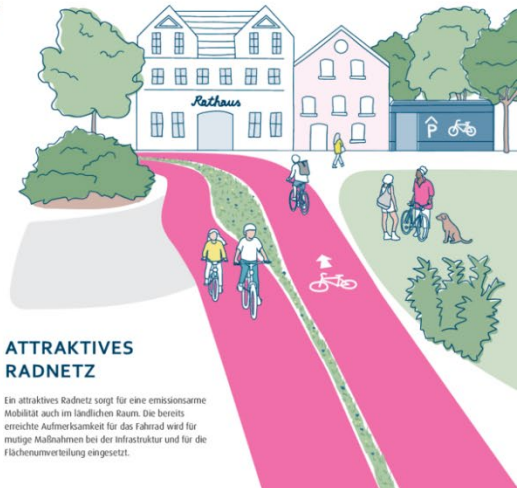 Rathaus
P
ATTRAKTIVES
RADNETZ
Ein attraktives Radnetz sorgt für eine emissionsarme
Mobilität auch im ländlichen Raum. Die bereits
erreichte Aufmerksamkeit für das Fahrrad wird für
mutige Maßnahmen bei der Infrastruktur und für die
Flächenumverteilung eingesetzt.